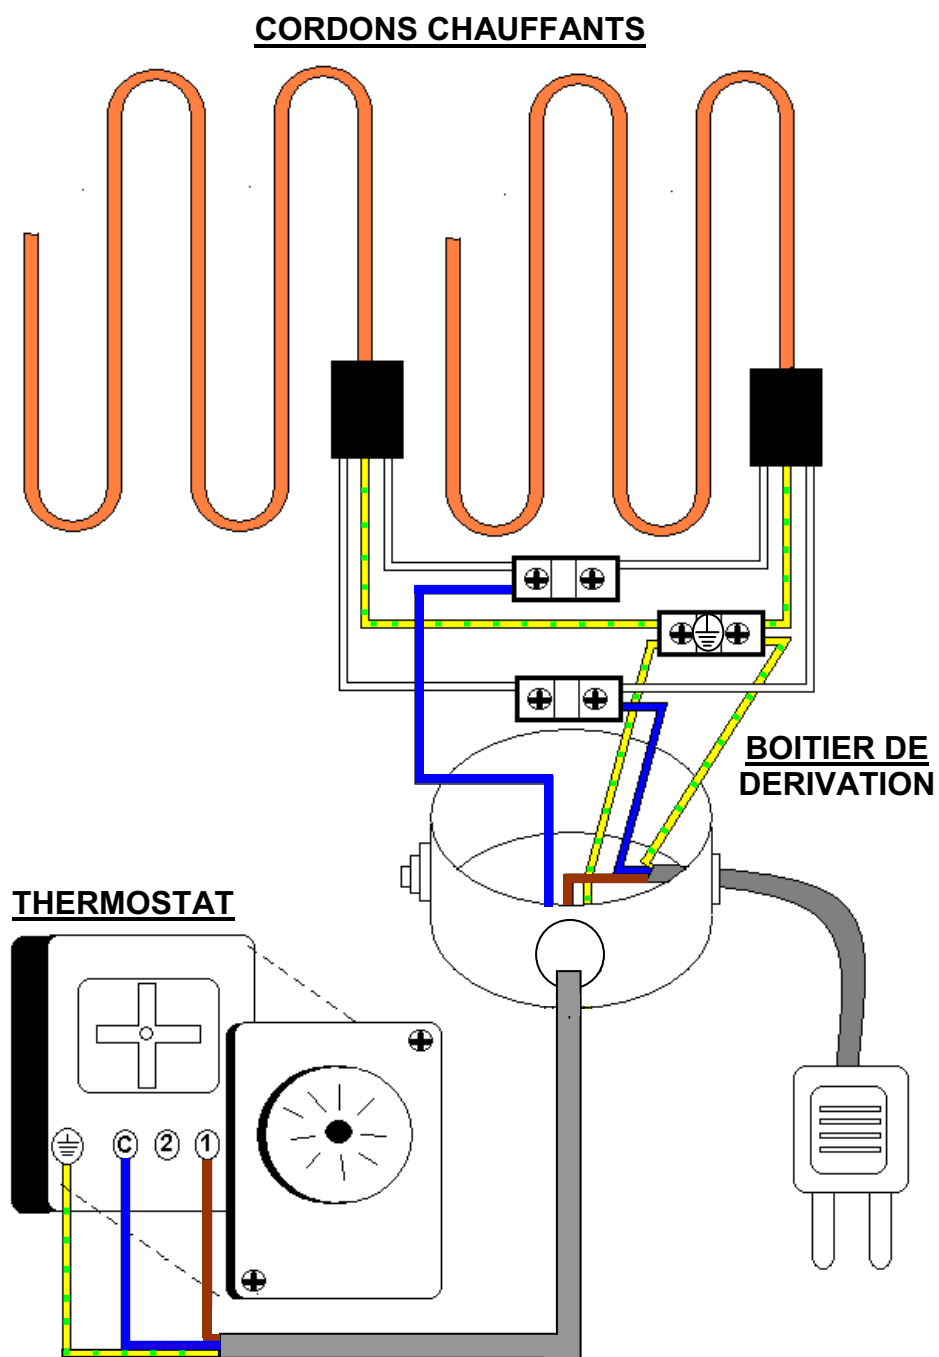 CORDONS CHAUFFANTS
BOITIER DE
DERIVATION
THERMOSTAT
C 2 1